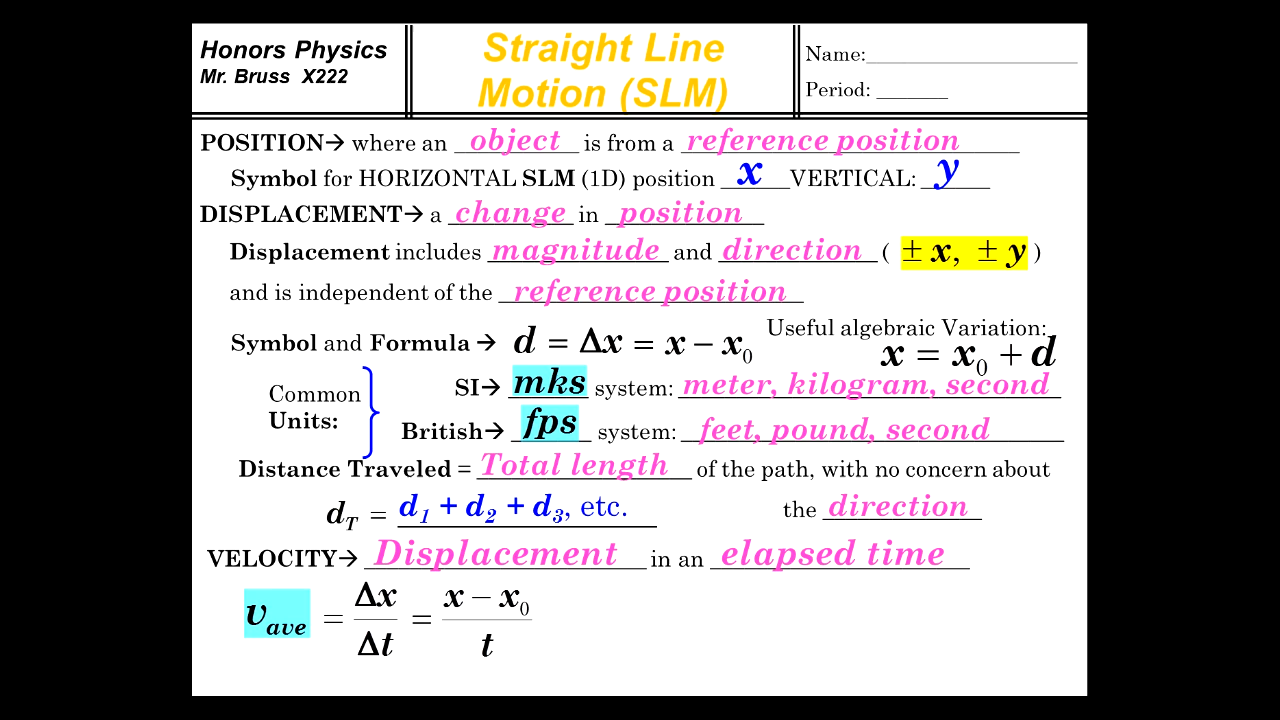 Honors Physics
Mr. Bruss X222
Straight Line
Motion (SLM)
Name:
Period:
POSITION→ where an object is from a reference position
Symbol for HORIZONTAL SLM (1D) position x VERTICAL: y
DISPLACEMENT→ a change in position
Displacement includes magnitude and direction ( ± x, ± y )
and is independent of the reference position
Symbol and Formula → d = Δx = x − x₀
Useful algebraic Variation:
x = x₀ + d
Common
Units:
SI→ mks system: meter, kilogram, second
British→ fps system: feet, pound, second
Distance Traveled = Total length of the path, with no concern about
d_T = d₁ + d₂ + d₃, etc. the direction
VELOCITY→ Displacement in an elapsed time
v_ave = Δx/Δt = (x − x₀)/t